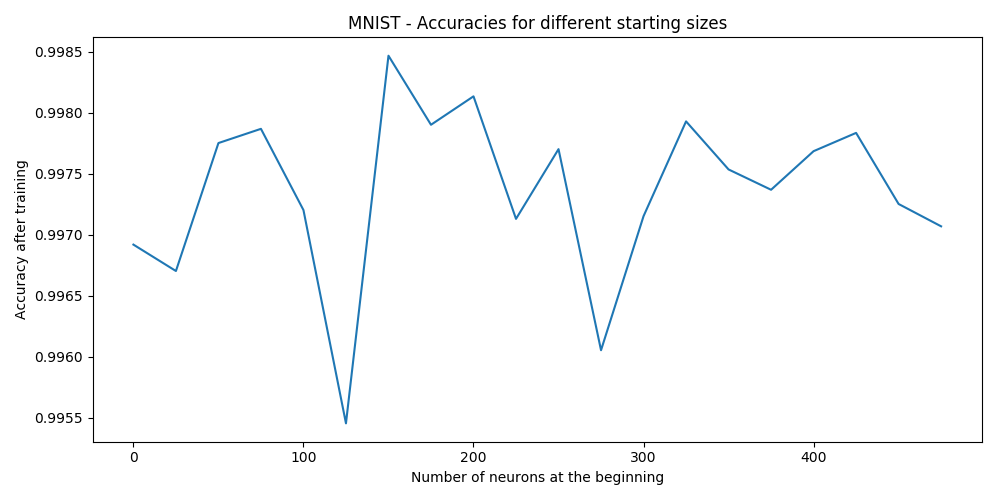 MNIST - Accuracies for different starting sizes
0.9985
0.9980
0.9975
0.9970
0.9965
0.9960
0.9955
Accuracy after training
0 100 200 300 400
Number of neurons at the beginning